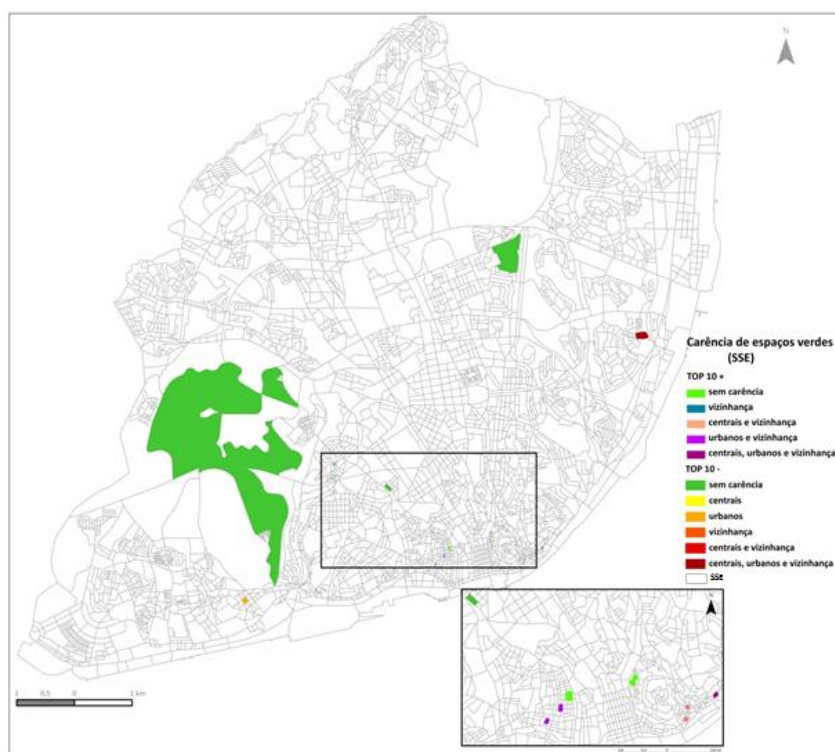 N
Carência de espaços verdes
(SSE)
TOP 10 +
sem carência
vizinhança
centrais e vizinhança
urbanos e vizinhança
centrais, urbanos e vizinhança
TOP 10 -
sem carência
centrais
urbanos
vizinhança
centrais e vizinhança
centrais, urbanos e vizinhança
SSE
1 0,5 0 1 km